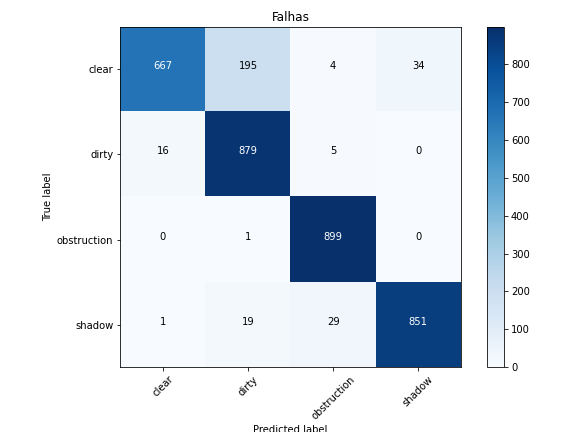 Falhas
True label
clear 667 195 4 34
dirty 16 879 5 0
obstruction 0 1 899 0
shadow 1 19 29 851
clear dirty obstruction shadow
Predicted label
800
700
600
500
400
300
200
100
0